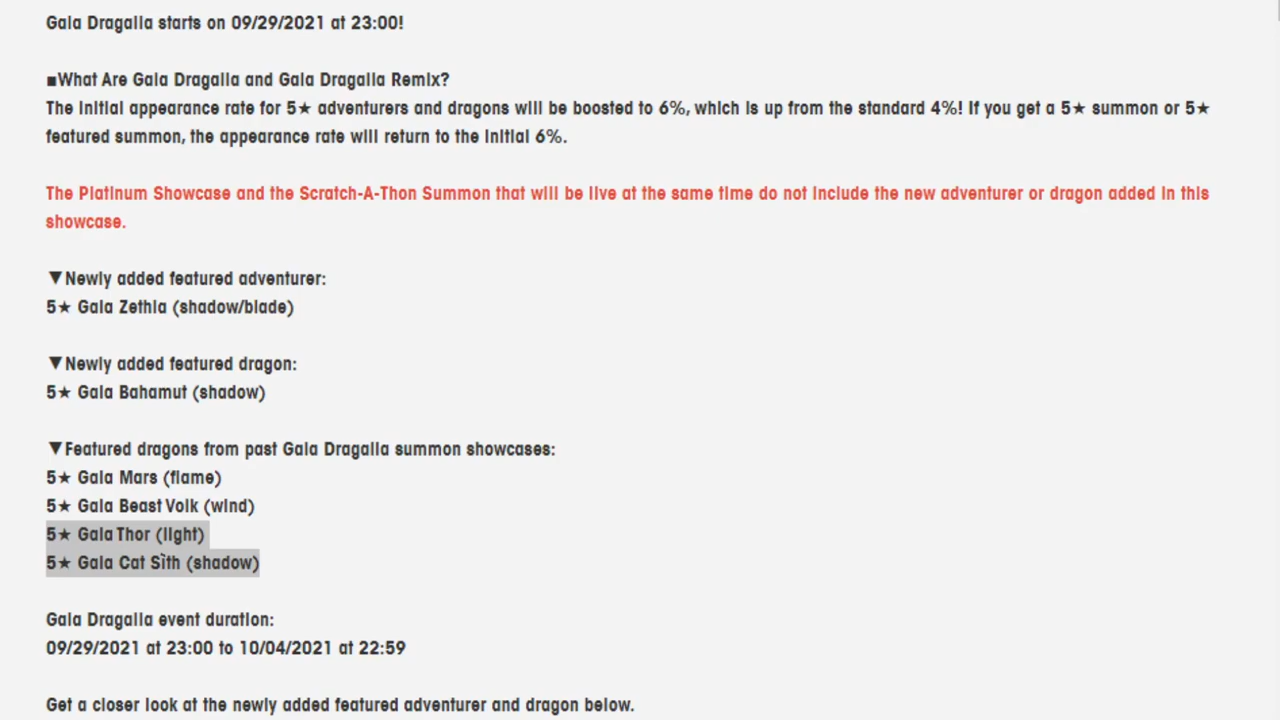 Gala Dragalia starts on 09/29/2021 at 23:00!
■What Are Gala Dragalia and Gala Dragalia Remix?
The initial appearance rate for 5★ adventurers and dragons will be boosted to 6%, which is up from the standard 4%! If you get a 5★ summon or 5★
featured summon, the appearance rate will return to the initial 6%.
The Platinum Showcase and the Scratch-A-Thon Summon that will be live at the same time do not include the new adventurer or dragon added in this
showcase.
▼Newly added featured adventurer:
5★ Gala Zethia (shadow/blade)
▼Newly added featured dragon:
5★ Gala Bahamut (shadow)
▼Featured dragons from past Gala Dragalia summon showcases:
5★ Gala Mars (flame)
5★ Gala Beast Volk (wind)
5★ Gala Thor (light)
5★ Gala Cat Sìth (shadow)
Gala Dragalia event duration:
09/29/2021 at 23:00 to 10/04/2021 at 22:59
Get a closer look at the newly added featured adventurer and dragon below.